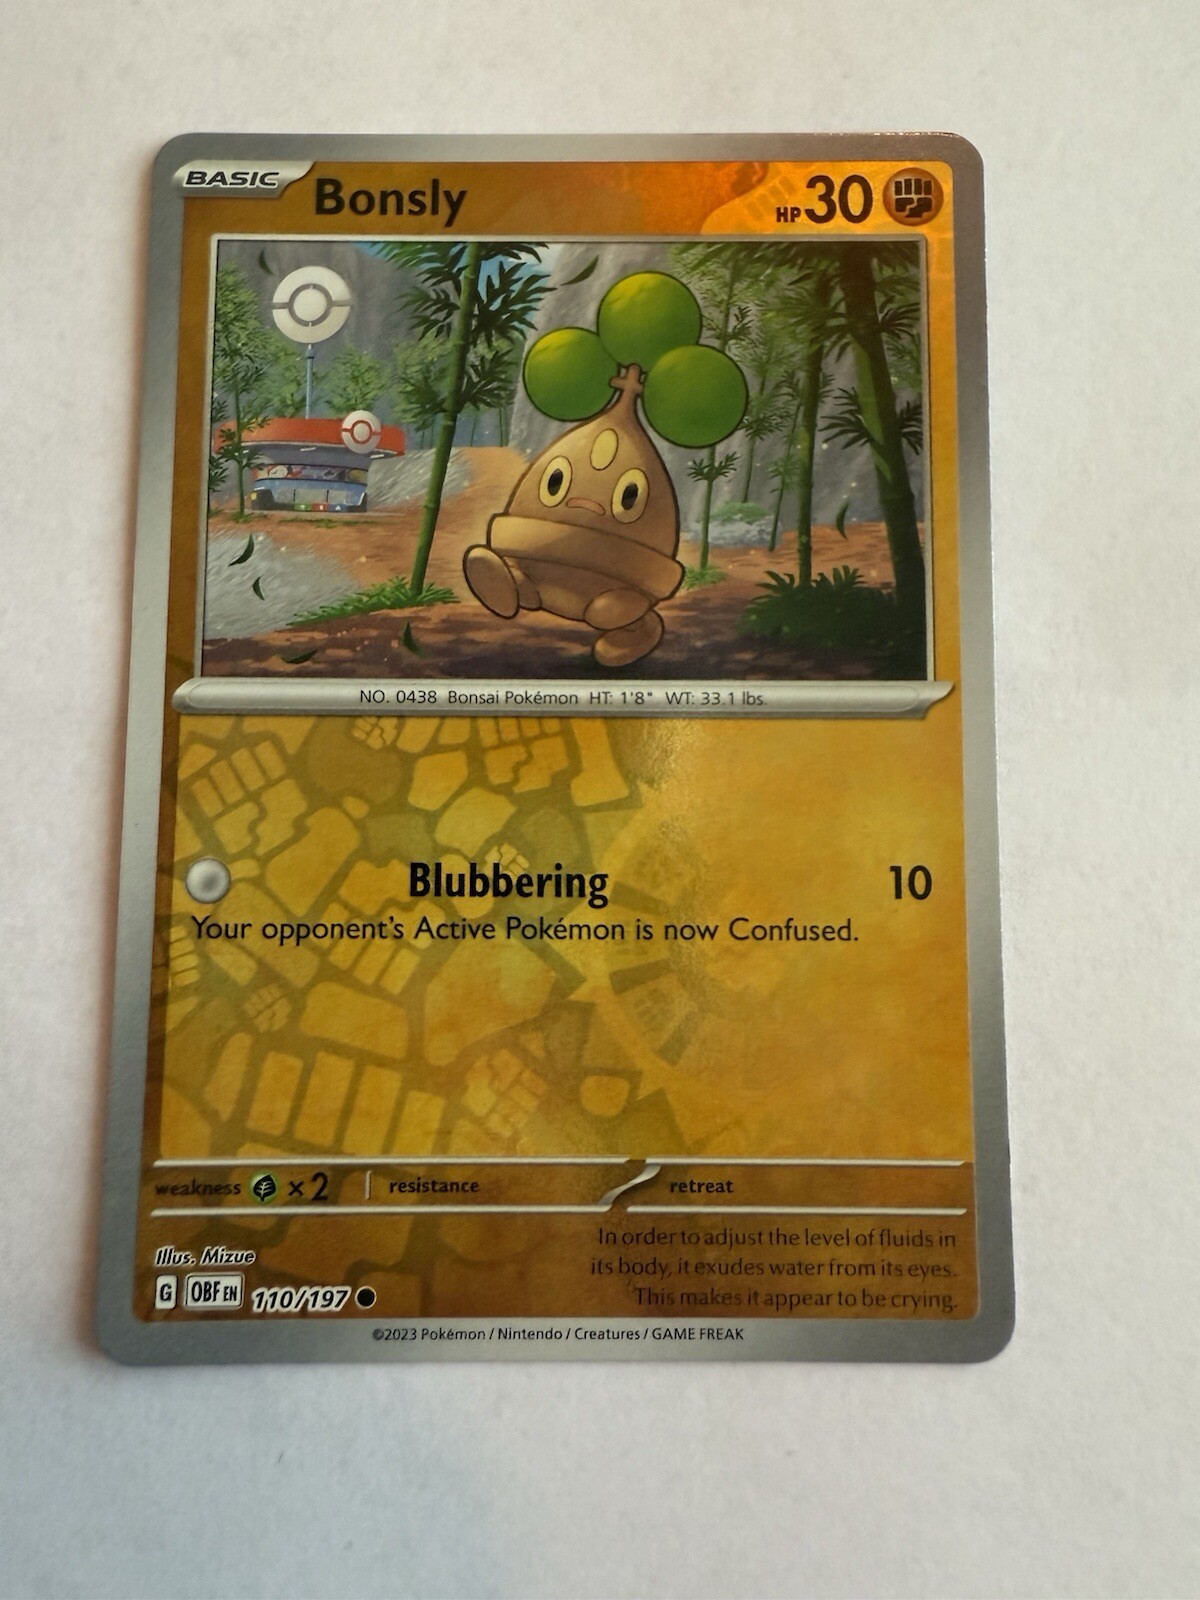 BASIC Bonsly HP 30
NO. 0438 Bonsai Pokémon HT: 1'8" WT: 33.1 lbs.
Blubbering 10
Your opponent's Active Pokémon is now Confused.
weakness ×2 resistance retreat
Illus. Mizue
G OBF EN 110/197
In order to adjust the level of fluids in
its body, it exudes water from its eyes.
This makes it appear to be crying.
©2023 Pokémon / Nintendo / Creatures / GAME FREAK